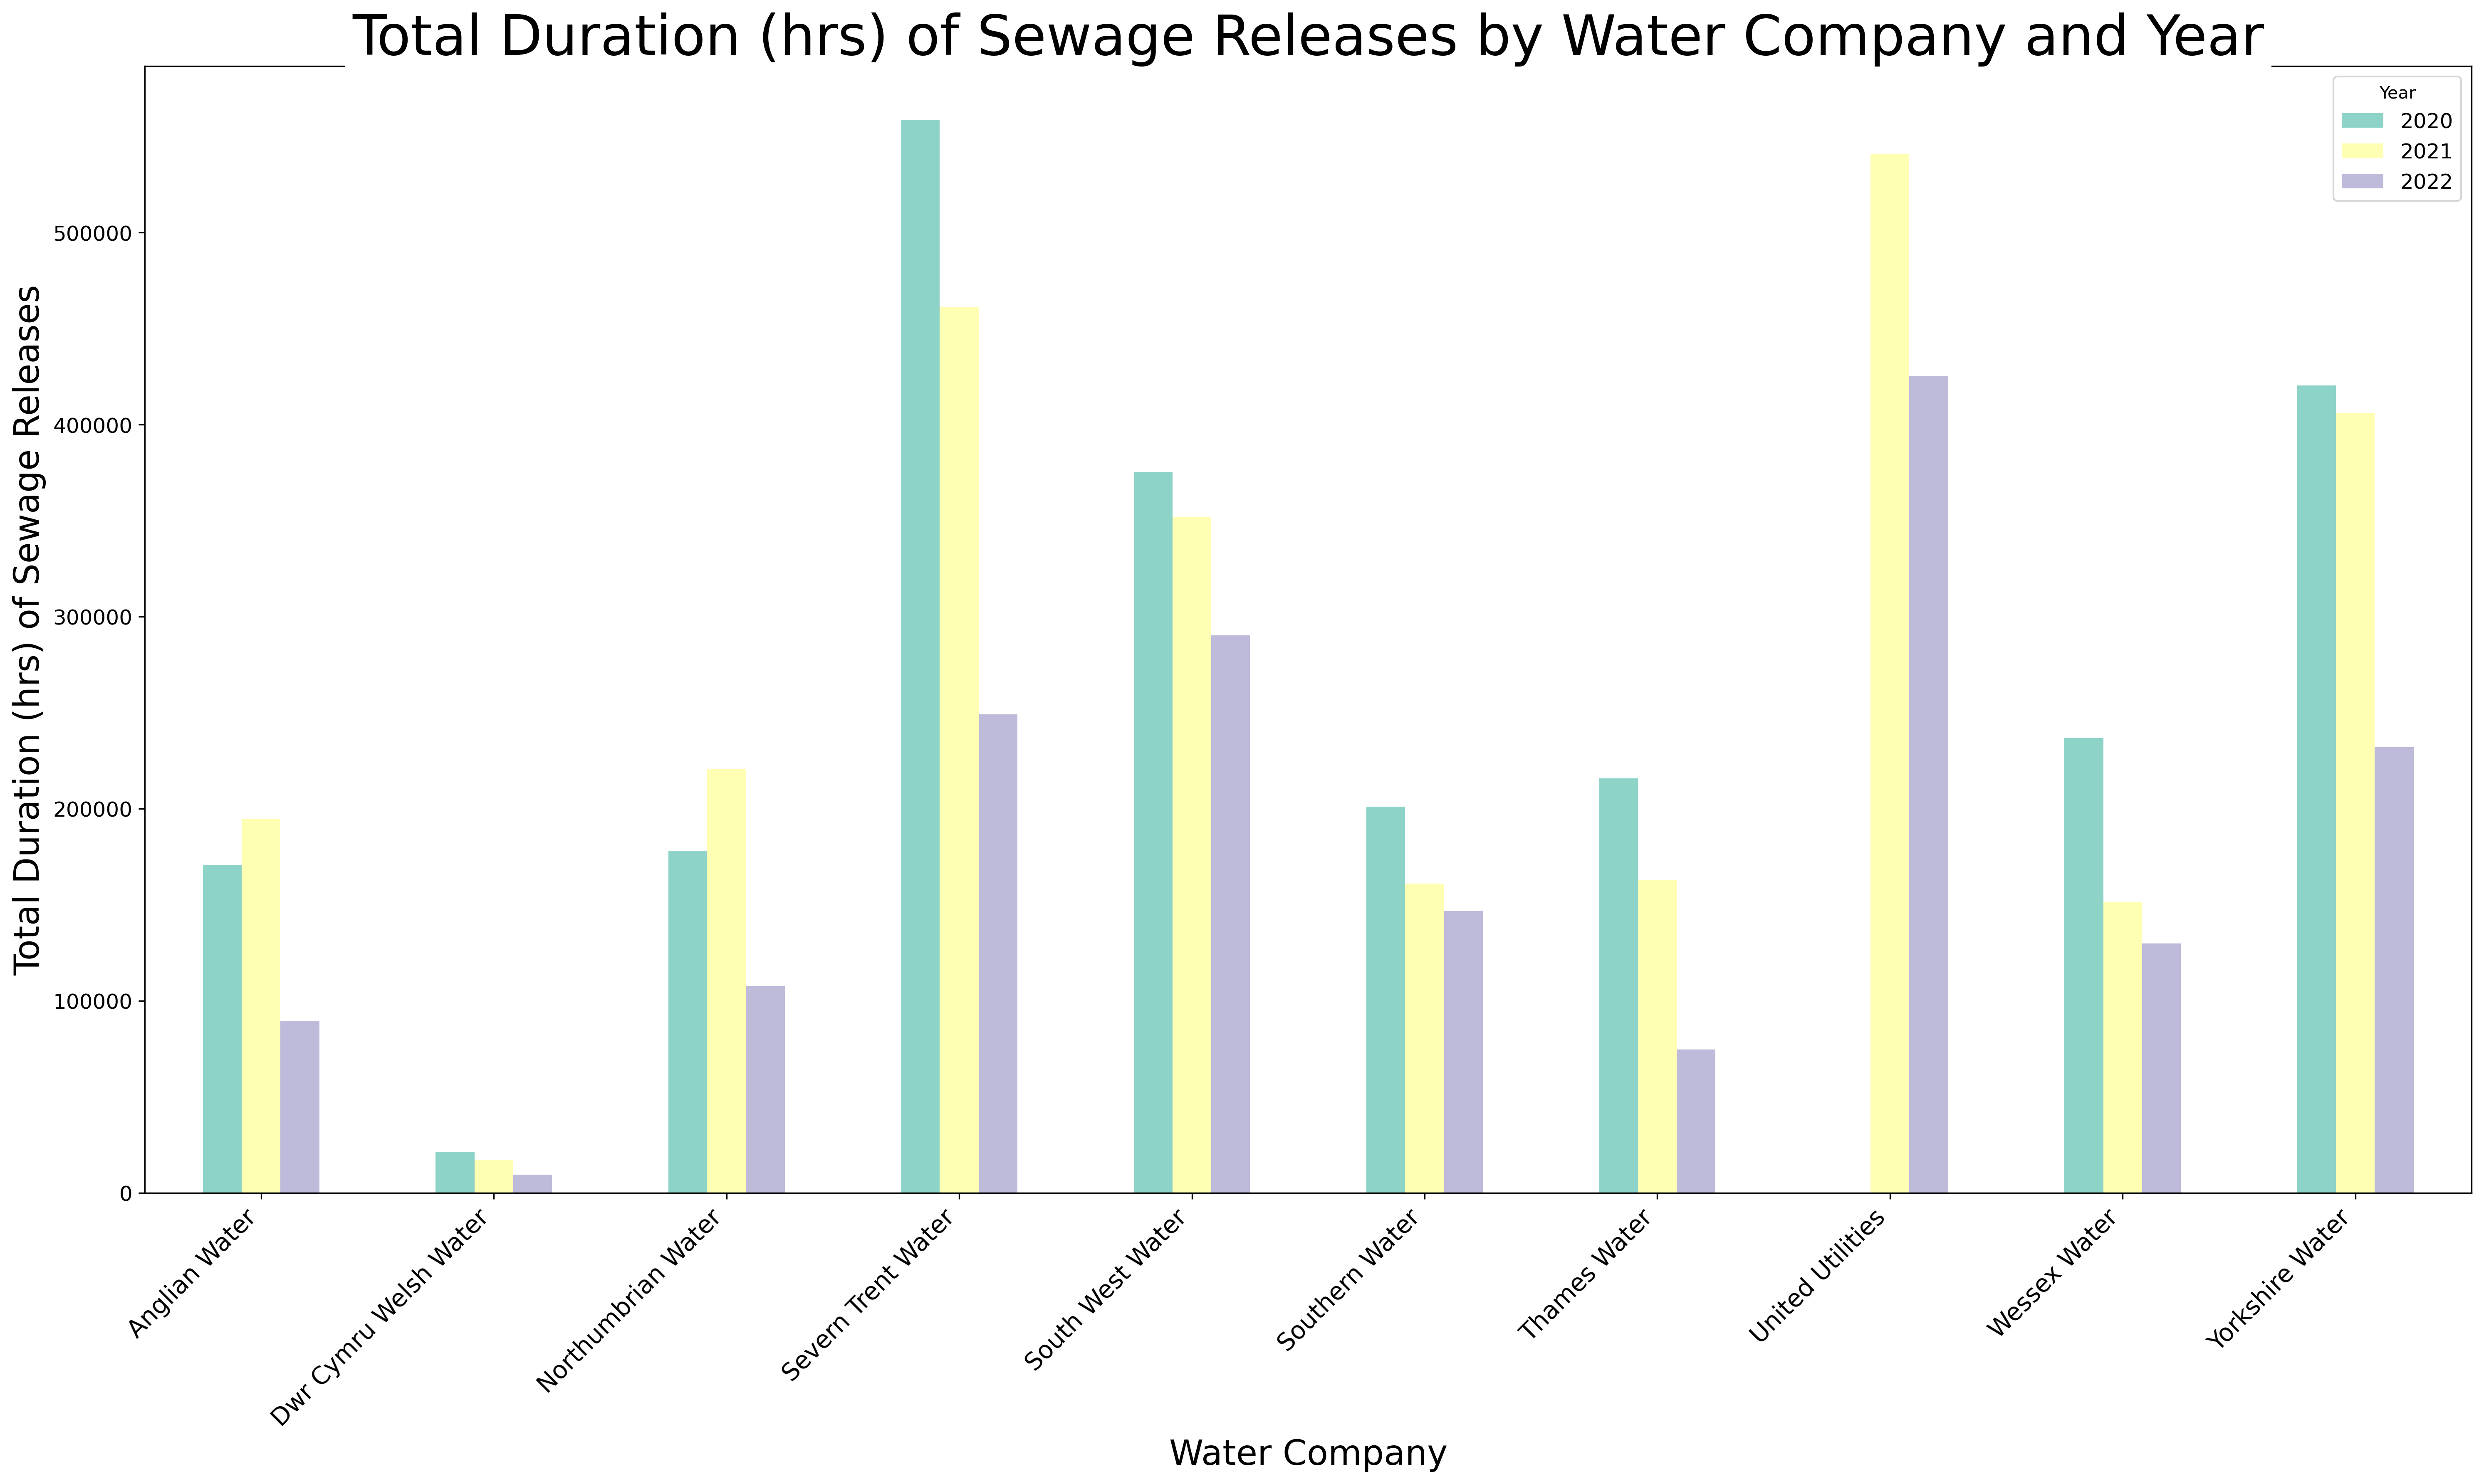 Total Duration (hrs) of Sewage Releases by Water Company and Year
Year
2020
2021
2022
Total Duration (hrs) of Sewage Releases
500000
400000
300000
200000
100000
0
Anglian Water
Dwr Cymru Welsh Water
Northumbrian Water
Severn Trent Water
South West Water
Southern Water
Thames Water
United Utilities
Wessex Water
Yorkshire Water
Water Company